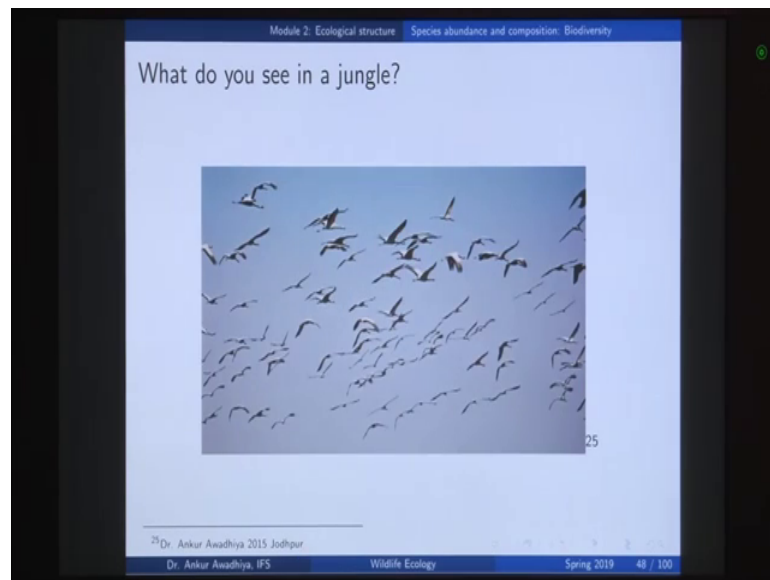 Module 2: Ecological structure Species abundance and composition: Biodiversity
What do you see in a jungle?
25
25Dr. Ankur Awadhiya 2015 Jodhpur
Dr. Ankur Awadhiya, IFS Wildlife Ecology Spring 2019 48 / 100